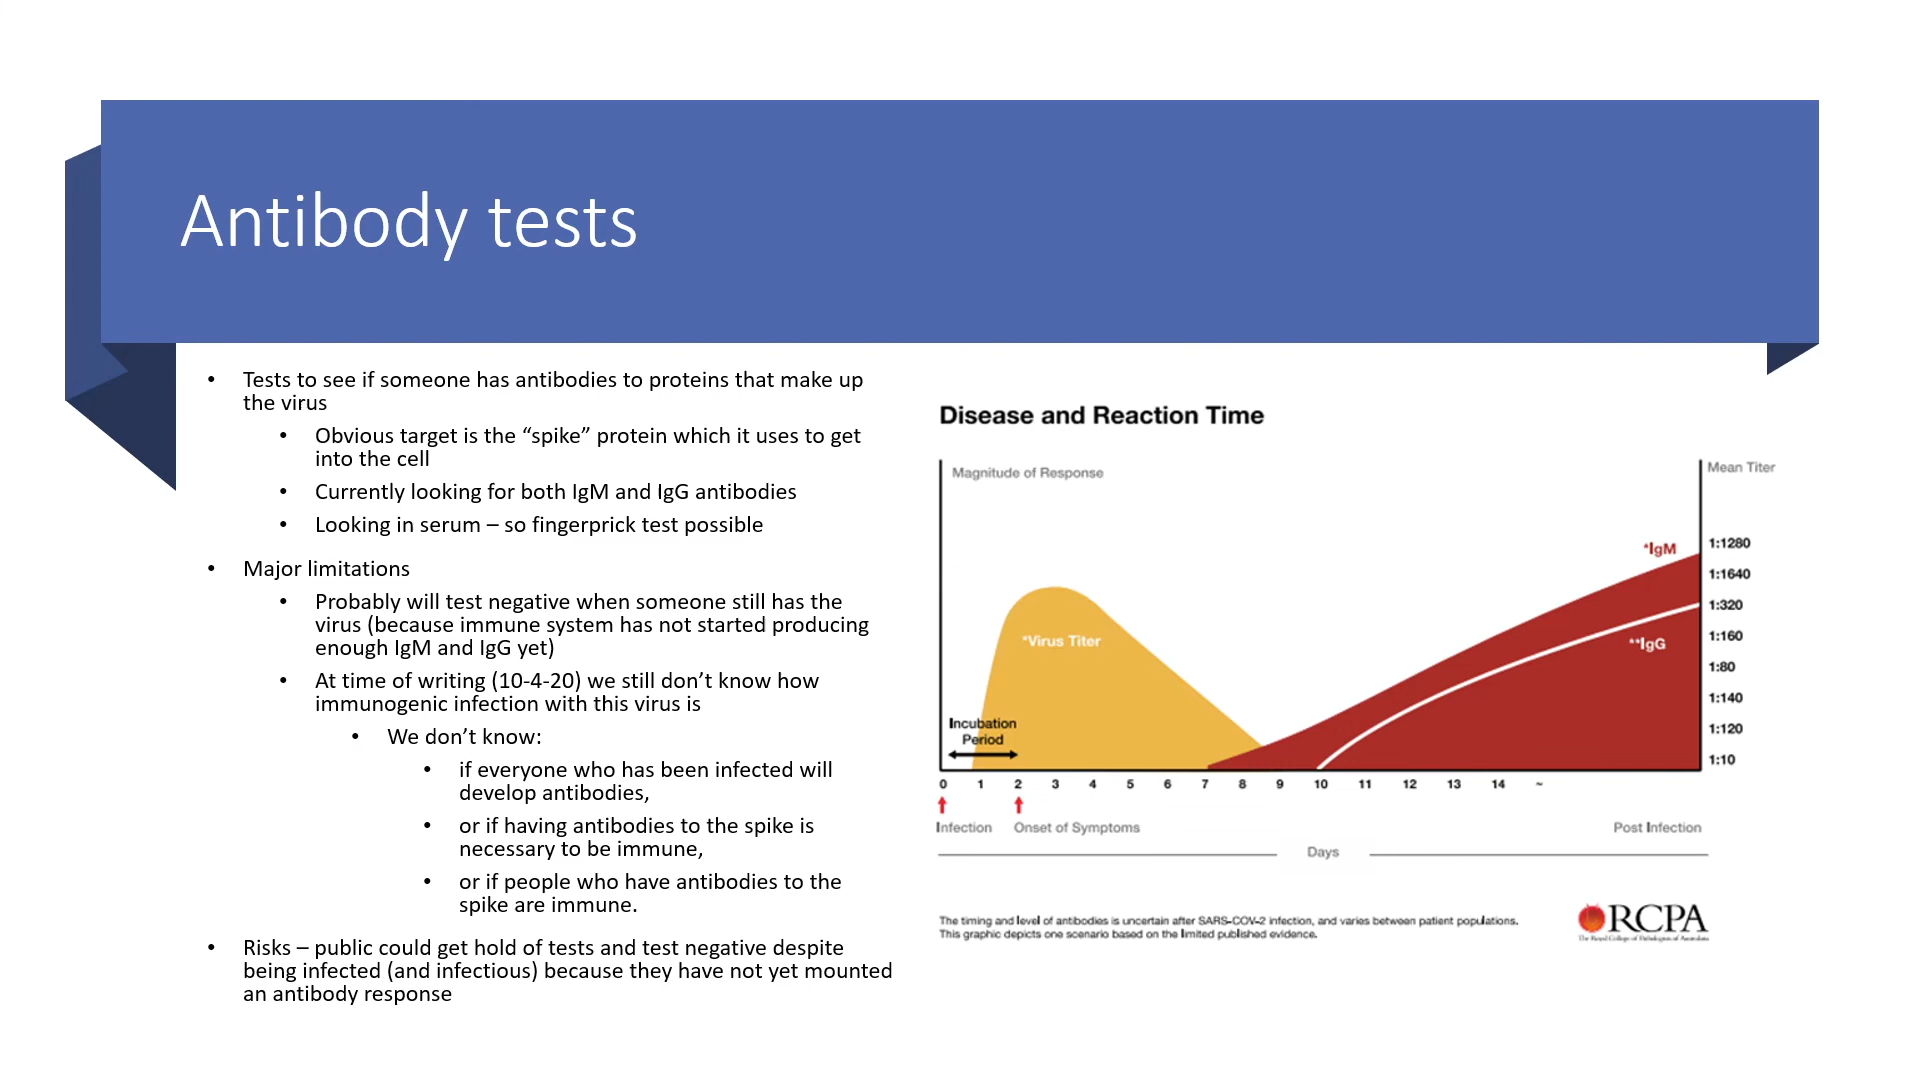 Antibody tests
• Tests to see if someone has antibodies to proteins that make up
the virus
• Obvious target is the “spike” protein which it uses to get
into the cell
• Currently looking for both IgM and IgG antibodies
• Looking in serum – so fingerprick test possible
• Major limitations
• Probably will test negative when someone still has the
virus (because immune system has not started producing
enough IgM and IgG yet)
• At time of writing (10-4-20) we still don’t know how
immunogenic infection with this virus is
• We don’t know:
• if everyone who has been infected will
develop antibodies,
• or if having antibodies to the spike is
necessary to be immune,
• or if people who have antibodies to the
spike are immune.
• Risks – public could get hold of tests and test negative despite
being infected (and infectious) because they have not yet mounted
an antibody response
Disease and Reaction Time
Magnitude of Response
Mean Titer
*IgM
**IgG
*Virus Titer
Incubation
Period
1:1280
1:1640
1:320
1:160
1:80
1:140
1:120
1:10
0 1 2 3 4 5 6 7 8 9 10 11 12 13 14 ~
Infection Onset of Symptoms Post Infection
Days
The timing and level of antibodies is uncertain after SARS-COV-2 infection, and varies between patient populations.
This graphic depicts one scenario based on the limited published evidence.
RCPA
The Royal College of Pathologists of Australasia